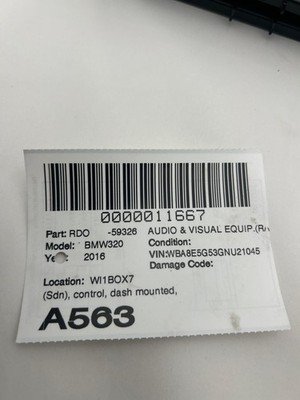 0000011667
Part: RDO -59326 AUDIO & VISUAL EQUIP.(RA
Model: BMW320 Condition:
2016 VIN:WBA8E5G53GNU21045
Damage Code:
Location: WI1BOX7
(Sdn), control, dash mounted,
A563